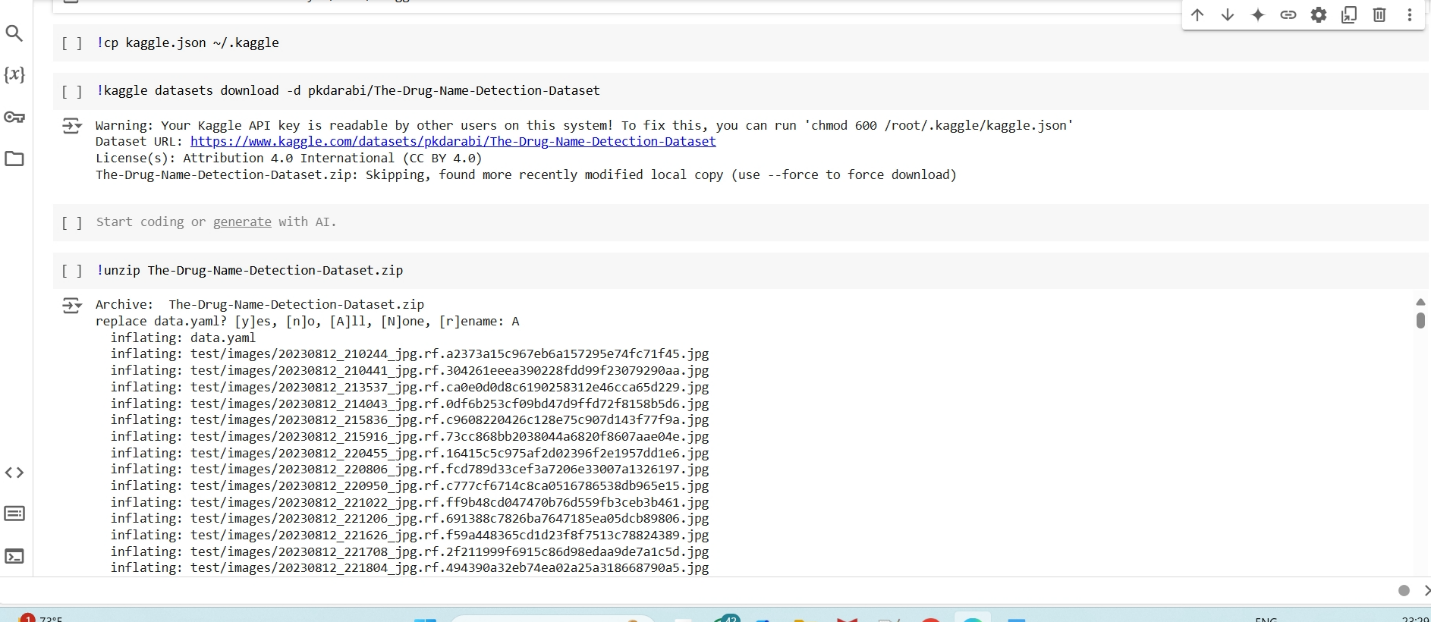 [ ] !cp kaggle.json ~/.kaggle
[ ] !kaggle datasets download -d pkdarabi/The-Drug-Name-Detection-Dataset
Warning: Your Kaggle API key is readable by other users on this system! To fix this, you can run 'chmod 600 /root/.kaggle/kaggle.json'
Dataset URL: https://www.kaggle.com/datasets/pkdarabi/The-Drug-Name-Detection-Dataset
License(s): Attribution 4.0 International (CC BY 4.0)
The-Drug-Name-Detection-Dataset.zip: Skipping, found more recently modified local copy (use --force to force download)
[ ] Start coding or generate with AI.
[ ] !unzip The-Drug-Name-Detection-Dataset.zip
Archive:  The-Drug-Name-Detection-Dataset.zip
replace data.yaml? [y]es, [n]o, [A]ll, [N]one, [r]ename: A
inflating: data.yaml
inflating: test/images/20230812_210244_jpg.rf.a2373a15c967eb6a157295e74fc71f45.jpg
inflating: test/images/20230812_210441_jpg.rf.304261eeea390228fdd99f23079290aa.jpg
inflating: test/images/20230812_213537_jpg.rf.ca0e0d0d8c6190258312e46cca65d229.jpg
inflating: test/images/20230812_214043_jpg.rf.0df6b253cf09bd47d9ffd72f8158b5d6.jpg
inflating: test/images/20230812_215836_jpg.rf.c9608220426c128e75c907d143f77f9a.jpg
inflating: test/images/20230812_215916_jpg.rf.73cc868bb2038044a6820f8607aae04e.jpg
inflating: test/images/20230812_220455_jpg.rf.16415c5c975af2d02396f2e1957dd1e6.jpg
inflating: test/images/20230812_220806_jpg.rf.fcd789d33cef3a7206e33007a1326197.jpg
inflating: test/images/20230812_220950_jpg.rf.c777cf6714c8ca0516786538db965e15.jpg
inflating: test/images/20230812_221022_jpg.rf.ff9b48cd047470b76d559fb3ceb3b461.jpg
inflating: test/images/20230812_221206_jpg.rf.691388c7826ba7647185ea05dcb89806.jpg
inflating: test/images/20230812_221626_jpg.rf.f59a448365cd1d23f8f7513c78824389.jpg
inflating: test/images/20230812_221708_jpg.rf.2f211999f6915c86d98edaa9de7a1c5d.jpg
inflating: test/images/20230812_221804_jpg.rf.494390a32eb74ea02a25a318668790a5.jpg
73°F
ENG
23:29